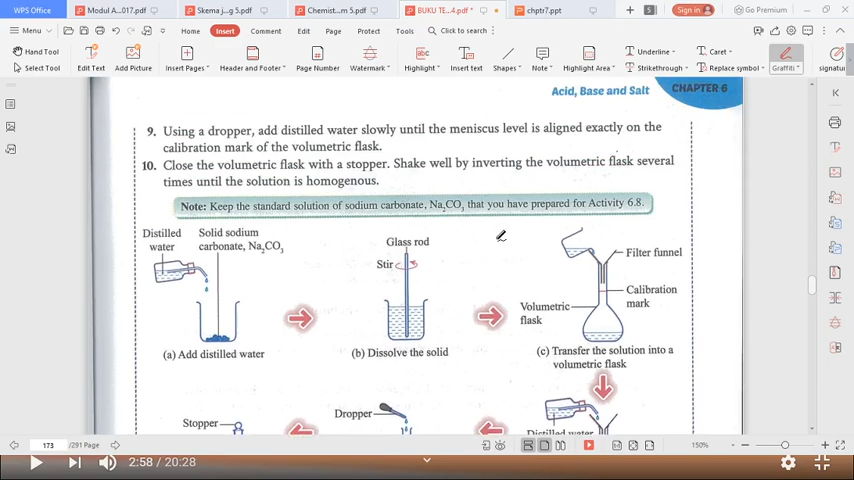 WPS Office
Modul A...017.pdf
Skema j...g 5.pdf
Chemist...m 5.pdf
BUKU TE...4.pdf *
chptr7.ppt
5
Sign in
Go Premium
Menu
Home
Insert
Comment
Edit
Page
Protect
Tools
Click to search
Hand Tool
Select Tool
Edit Text
Add Picture
Insert Pages
Header and Footer
Page Number
Watermark
Highlight
Insert text
Shapes
Note
Highlight Area
Underline
Strikethrough
Caret
Replace symbol
Graffiti
signatur
Acid, Base and Salt
CHAPTER 6
9. Using a dropper, add distilled water slowly until the meniscus level is aligned exactly on the
calibration mark of the volumetric flask.
10. Close the volumetric flask with a stopper. Shake well by inverting the volumetric flask several
times until the solution is homogenous.
Note: Keep the standard solution of sodium carbonate, Na₂CO₃ that you have prepared for Activity 6.8.
Distilled
water
Solid sodium
carbonate, Na₂CO₃
(a) Add distilled water
Glass rod
Stir
(b) Dissolve the solid
Filter funnel
Calibration
mark
Volumetric
flask
(c) Transfer the solution into a
volumetric flask
Stopper
Dropper
Distilled water
173
/291 Page
150%
2:58 / 20:28